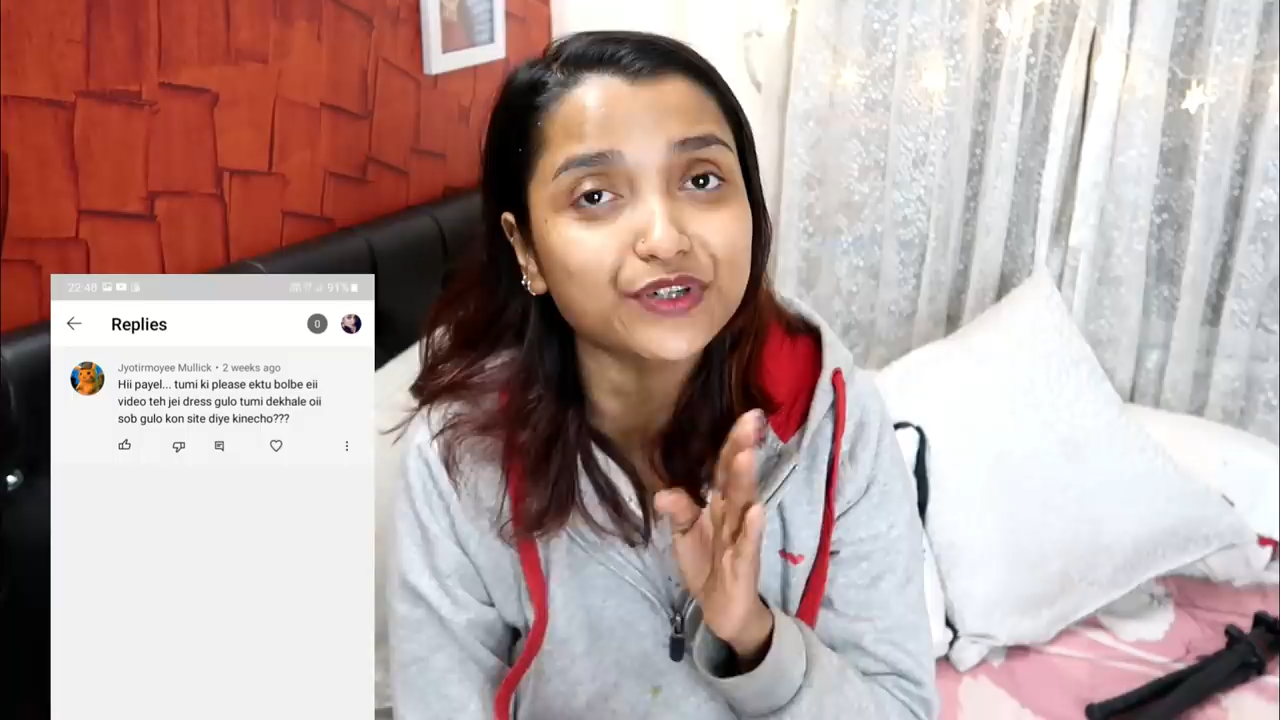 22:48 91%
Replies
0
Jyotirmoyee Mullick • 2 weeks ago
Hii payel... tumi ki please ektu bolbe eii
video teh jei dress gulo tumi dekhale oii
sob gulo kon site diye kinecho???